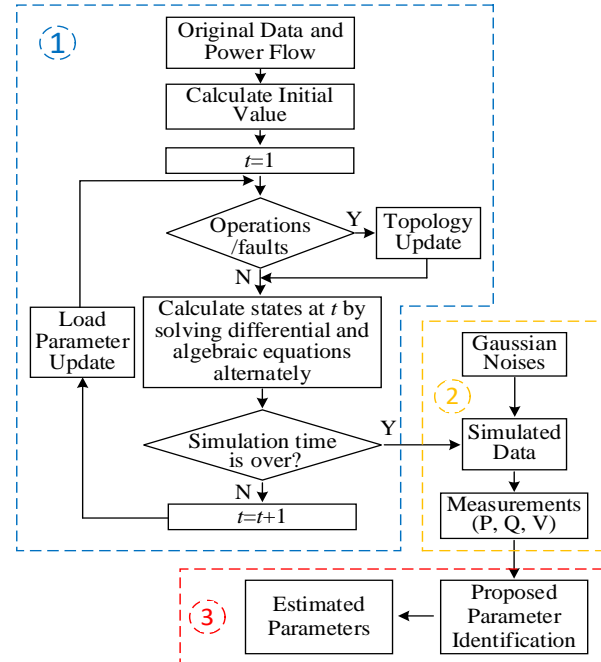 1
Original Data and
Power Flow
Calculate Initial
Value
t=1
Operations
/faults
Y
Topology
Update
N
Calculate states at t by
solving differential and
algebraic equations
alternately
Load
Parameter
Update
Simulation time
is over?
Y
N
t=t+1
Gaussian
Noises
2
Simulated
Data
Measurements
(P, Q, V)
3
Estimated
Parameters
Proposed
Parameter
Identification